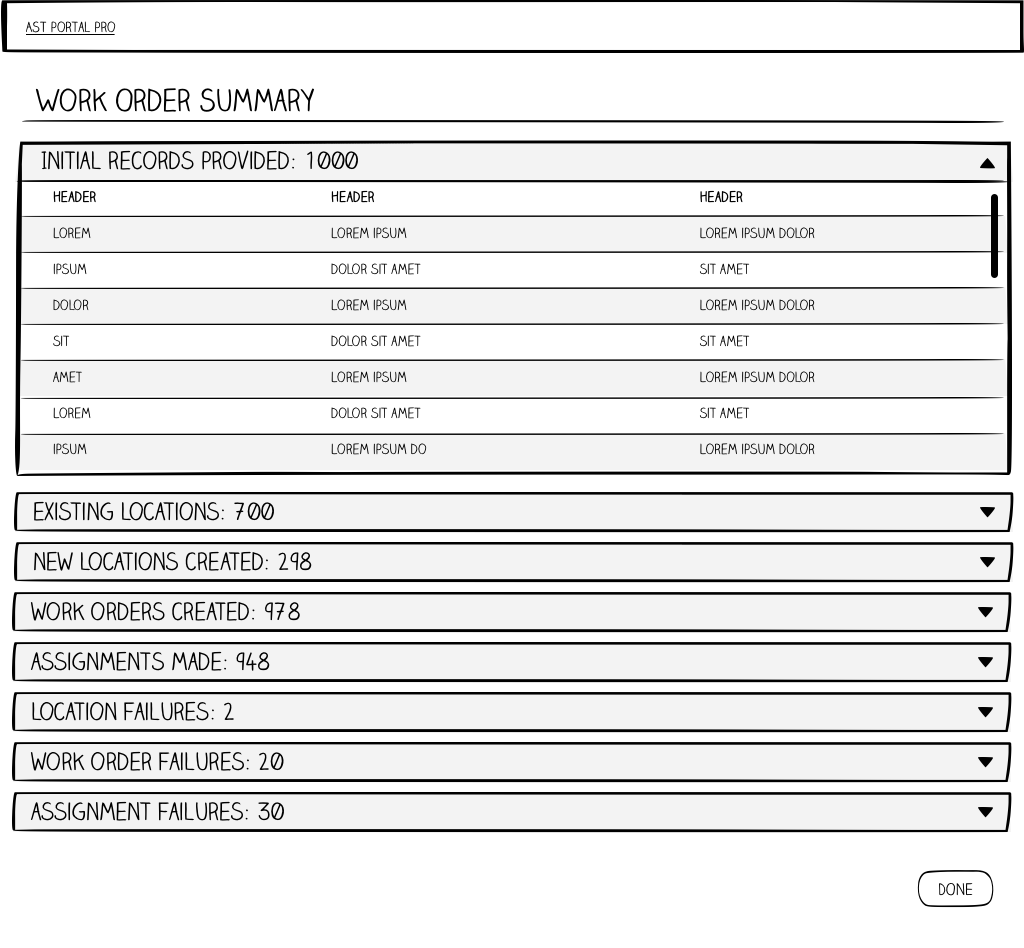 AST PORTAL PRO
WORK ORDER SUMMARY
INITIAL RECORDS PROVIDED: 1000
HEADER HEADER HEADER
LOREM LOREM IPSUM LOREM IPSUM DOLOR
IPSUM DOLOR SIT AMET SIT AMET
DOLOR LOREM IPSUM LOREM IPSUM DOLOR
SIT DOLOR SIT AMET SIT AMET
AMET LOREM IPSUM LOREM IPSUM DOLOR
LOREM DOLOR SIT AMET SIT AMET
IPSUM LOREM IPSUM DO LOREM IPSUM DOLOR
EXISTING LOCATIONS: 700
NEW LOCATIONS CREATED: 298
WORK ORDERS CREATED: 978
ASSIGNMENTS MADE: 948
LOCATION FAILURES: 2
WORK ORDER FAILURES: 20
ASSIGNMENT FAILURES: 30
DONE